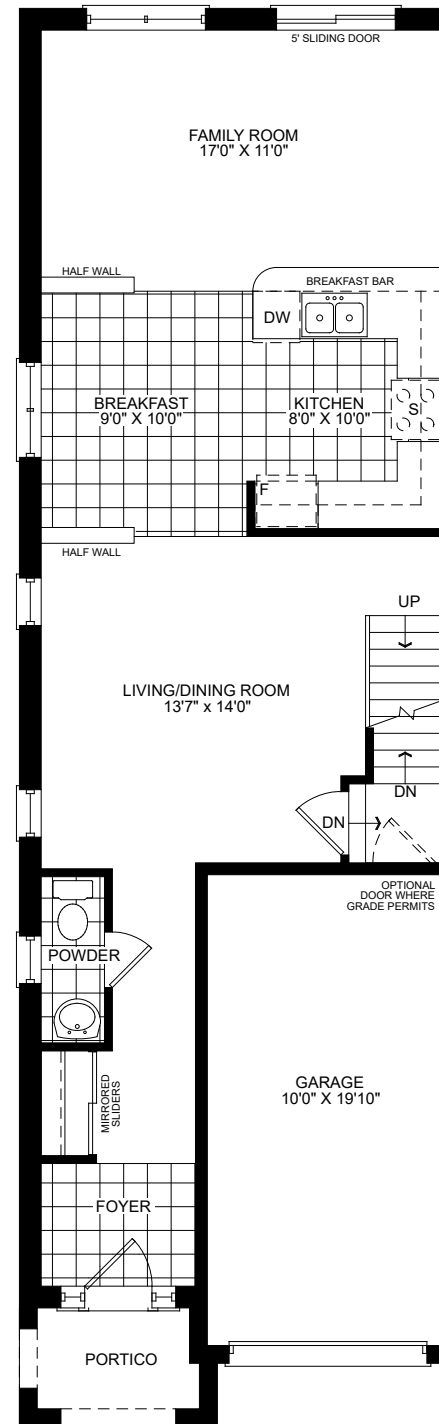 5' SLIDING DOOR
FAMILY ROOM
17'0" X 11'0"
HALF WALL
BREAKFAST BAR
DW
BREAKFAST
9'0" X 10'0"
KITCHEN
8'0" X 10'0"
S
F
HALF WALL
UP
LIVING/DINING ROOM
13'7" x 14'0"
DN
DN
OPTIONAL
DOOR WHERE
GRADE PERMITS
POWDER
MIRRORED
SLIDERS
GARAGE
10'0" X 19'10"
FOYER
PORTICO